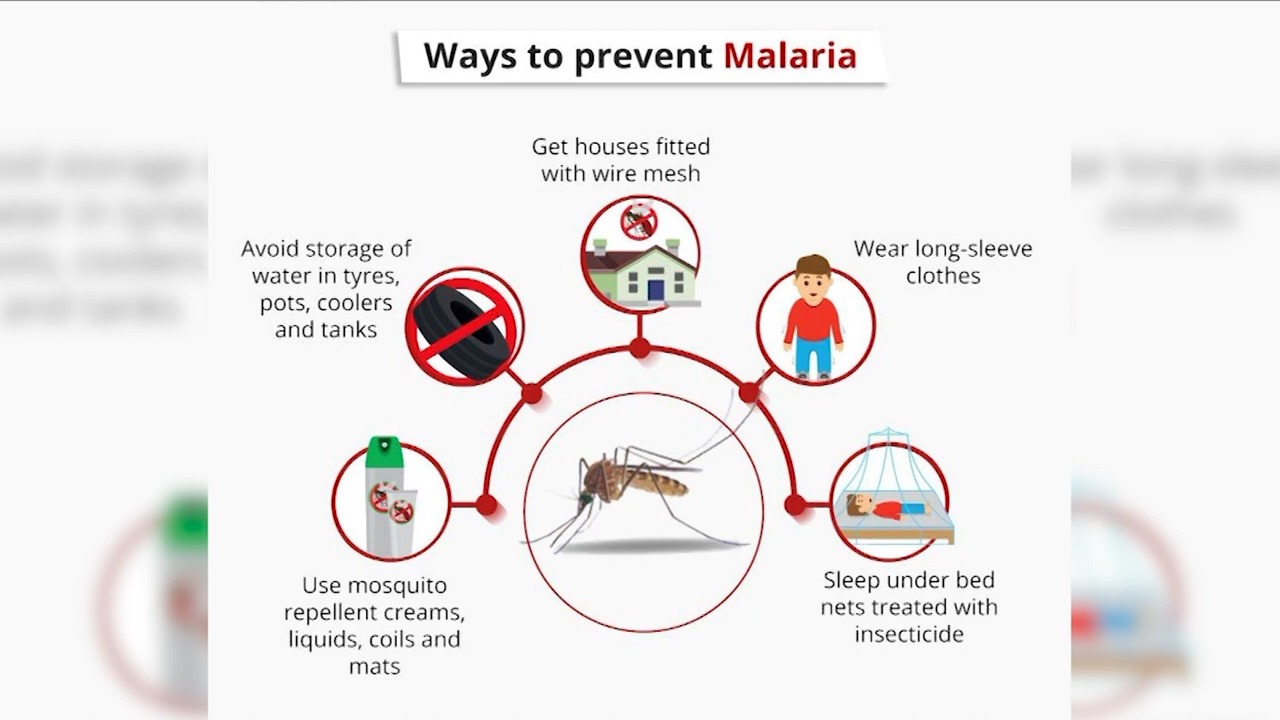 Ways to prevent Malaria
Get houses fitted
with wire mesh
Avoid storage of
water in tyres,
pots, coolers
and tanks
Wear long-sleeve
clothes
Use mosquito
repellent creams,
liquids, coils and
mats
Sleep under bed
nets treated with
insecticide